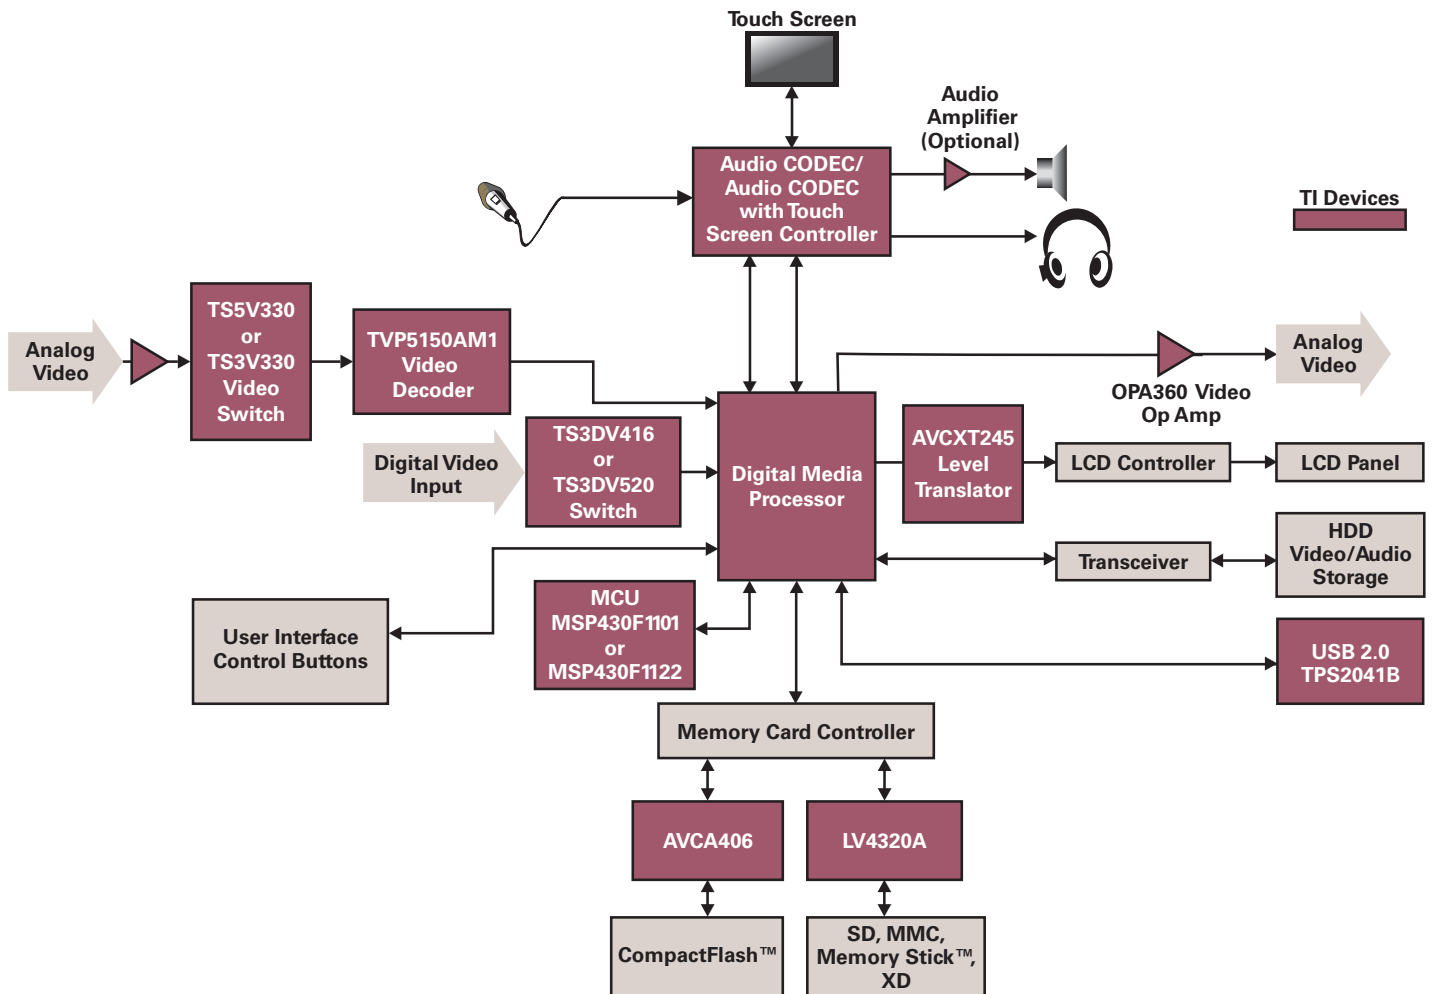 Touch Screen
Audio
Amplifier
(Optional)
Audio CODEC/
Audio CODEC
with Touch
Screen Controller
TI Devices
TS5V330
or
TS3V330
Video
Switch
TVP5150AM1
Video
Decoder
Analog
Video
Analog
Video
OPA360 Video
Op Amp
Digital Video
Input
TS3DV416
or
TS3DV520
Switch
Digital Media
Processor
AVCXT245
Level
Translator
LCD Controller
LCD Panel
Transceiver
HDD
Video/Audio
Storage
User Interface
Control Buttons
MCU
MSP430F1101
or
MSP430F1122
USB 2.0
TPS2041B
Memory Card Controller
AVCA406
LV4320A
CompactFlash™
SD, MMC,
Memory Stick™,
XD